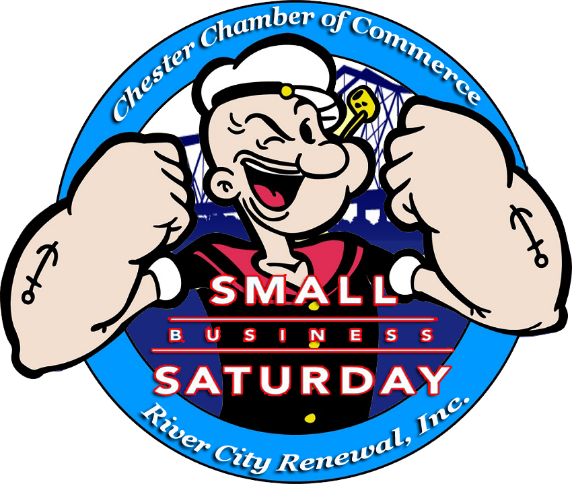 Chester Chamber of Commerce
SMALL
BUSINESS
SATURDAY
River City Renewal, Inc.